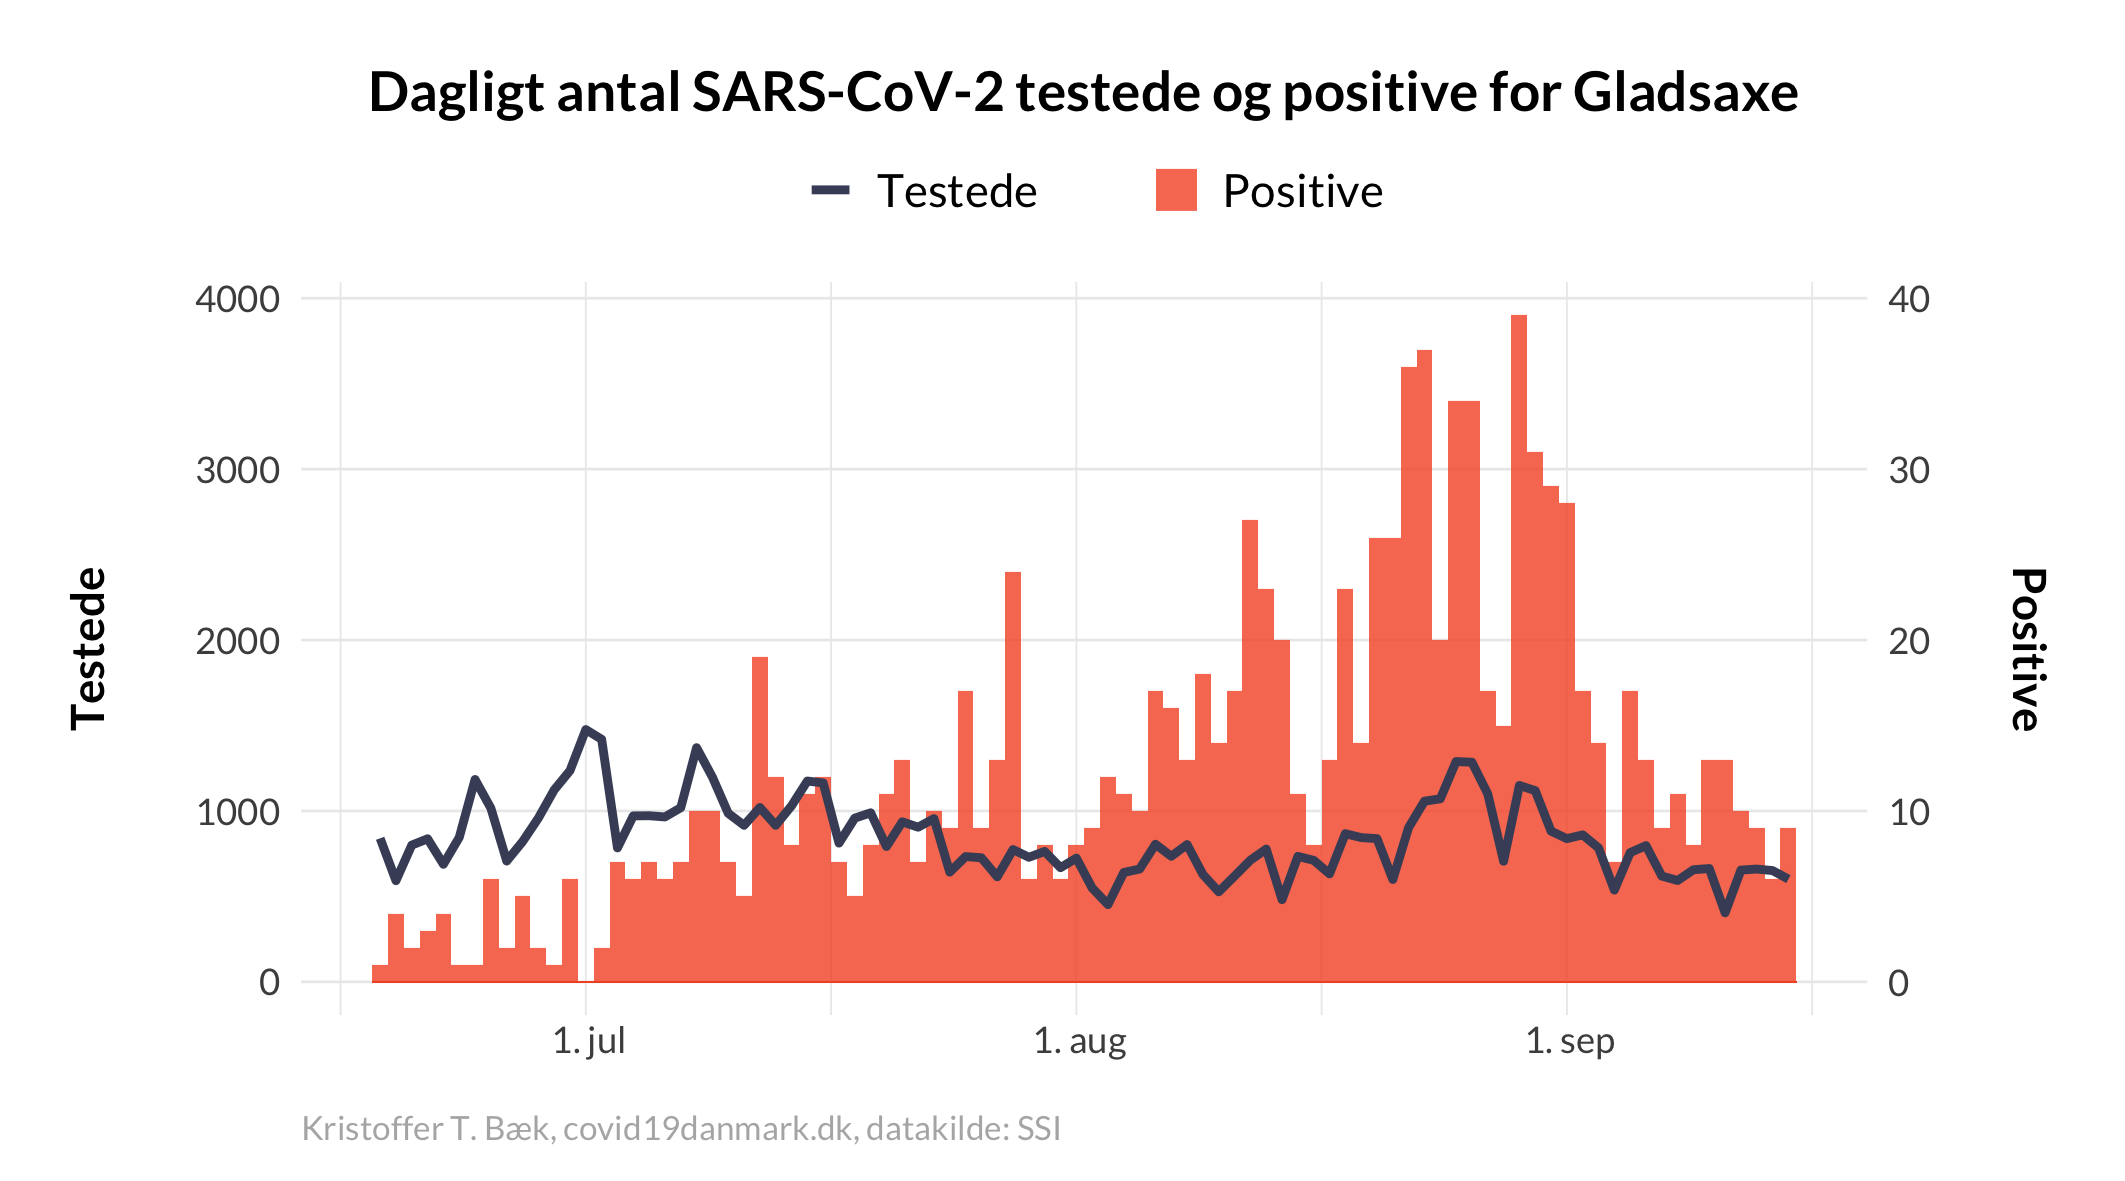 Dagligt antal SARS-CoV-2 testede og positive for Gladsaxe
Testede
Positive
4000
3000
2000
1000
0
40
30
20
10
0
Testede
Positive
1. jul
1. aug
1. sep
Kristoffer T. Bæk, covid19danmark.dk, datakilde: SSI